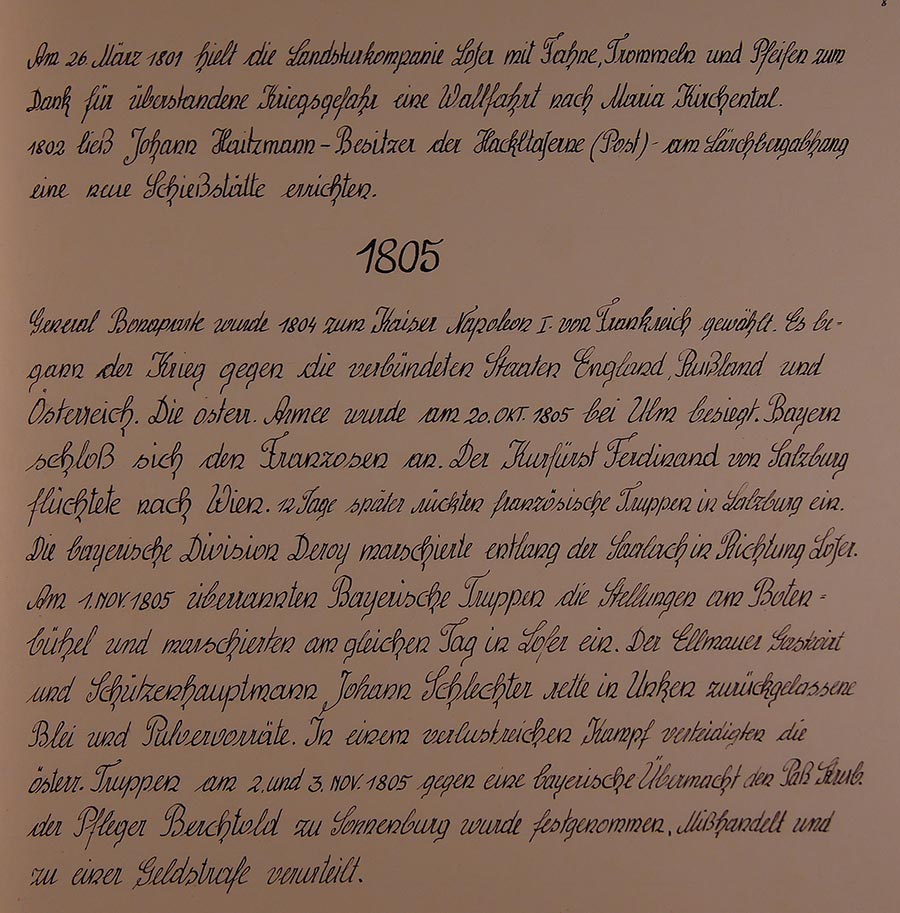 8
Am 26 März 1801 hielt die Landsturkompanie Lofer mit Fahne, Trommeln und Pfeifen zum
Dank für überstandene Kriegsgefahr eine Wallfahrt nach Maria Kirchental.
1802 ließ Johann Haitzmann - Besitzer der Hackltaferne (Post) - am Lärchbergabhang
eine neue Schießstätte errichten.
1805
General Bonaparte wurde 1804 zum Kaiser Napoleon I. von Frankreich gewählt. Es be-
gann der Krieg gegen die verbündeten Staaten England, Rußland und
Österreich. Die österr. Armee wurde am 20. OKT. 1805 bei Ulm besiegt. Bayern
schloß sich den Franzosen an. Der Kurfürst Ferdinand von Salzburg
flüchtete nach Wien. 12 Tage später rückten französische Truppen in Salzburg ein.
Die bayerische Division Deroy marschierte entlang der Saalach in Richtung Lofer.
Am 1. NOV. 1805 überrannten Bayerische Truppen die Stellungen am Boten=
bühel und marschierten am gleichen Tag in Lofer ein. Der Ellmauer
und Schützenhauptmann Johann Schlechter rette in Unken zurückgelassene
Blei und Pulvervorräte. In einem verlustreichen Kampf verteidigten die
österr. Truppen am 2. und 3. NOV. 1805 gegen eine bayerische Übermacht den Paß Strub.
der Pfleger Berchtold zu Sonnenburg wurde festgenommen, Mißhandelt und
zu einer Geldstrafe verurteilt.